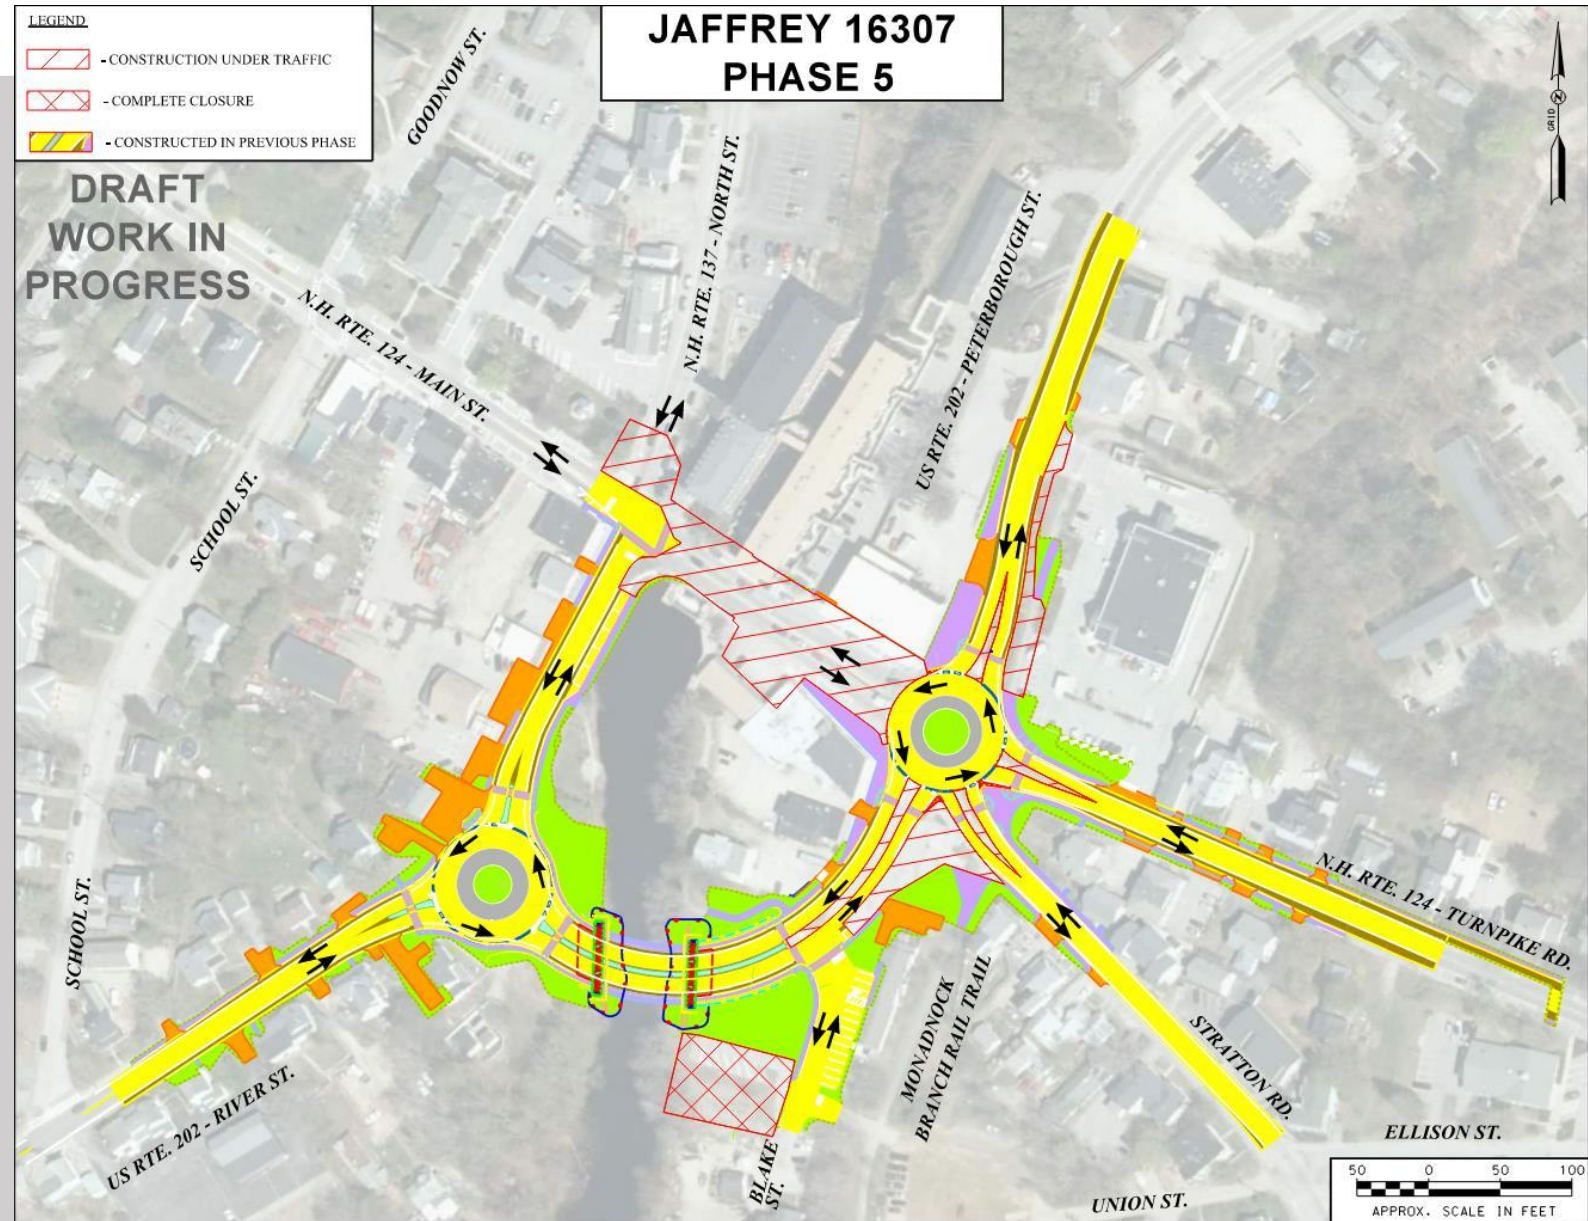 LEGEND
- CONSTRUCTION UNDER TRAFFIC
- COMPLETE CLOSURE
- CONSTRUCTED IN PREVIOUS PHASE
JAFFREY 16307
PHASE 5
DRAFT
WORK IN
PROGRESS
GOODNOW ST.
N.H. RTE. 137 - NORTH ST.
US RTE. 202 - PETERBOROUGH ST.
GRID
N
N.H. RTE. 124 - MAIN ST.
SCHOOL ST.
SCHOOL ST.
N.H. RTE. 124 - TURNPIKE RD.
US RTE. 202 - RIVER ST.
MONADNOCK
BRANCH RAIL TRAIL
STRATTON RD.
BLAKE
ST.
ELLISON ST.
UNION ST.
50 0 50 100
APPROX. SCALE IN FEET